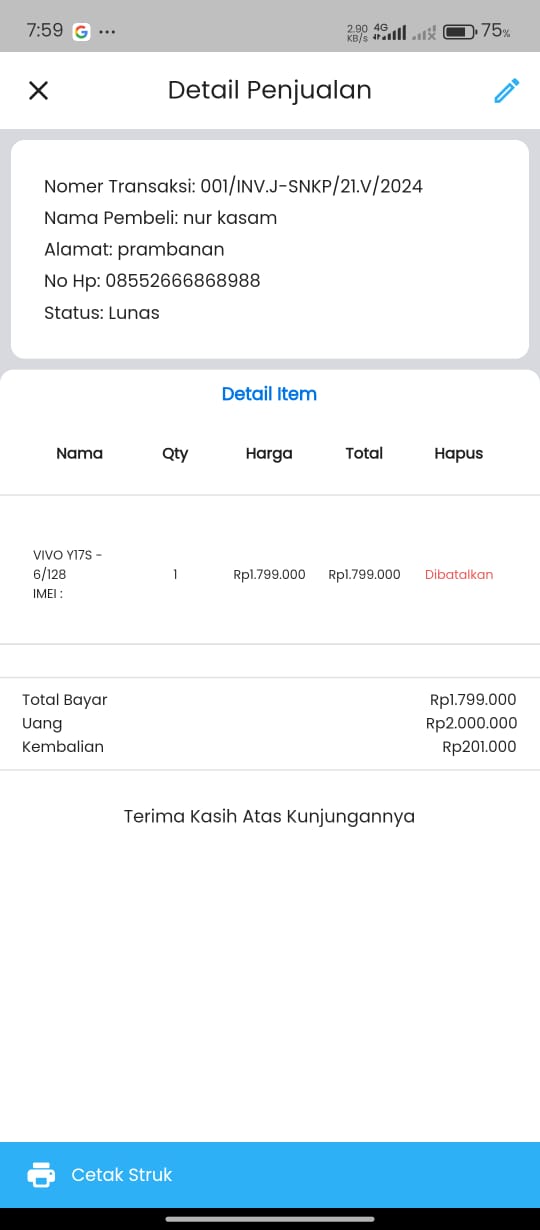 7:59 G ... 2.90 KB/s 4G 75%
Detail Penjualan
Nomer Transaksi: 001/INV.J-SNKP/21.V/2024
Nama Pembeli: nur kasam
Alamat: prambanan
No Hp: 08552666868988
Status: Lunas
Detail Item
Nama Qty Harga Total Hapus
VIVO Y17S -
6/128 1 Rp1.799.000 Rp1.799.000 Dibatalkan
IMEI :
Total Bayar Rp1.799.000
Uang Rp2.000.000
Kembalian Rp201.000
Terima Kasih Atas Kunjungannya
Cetak Struk